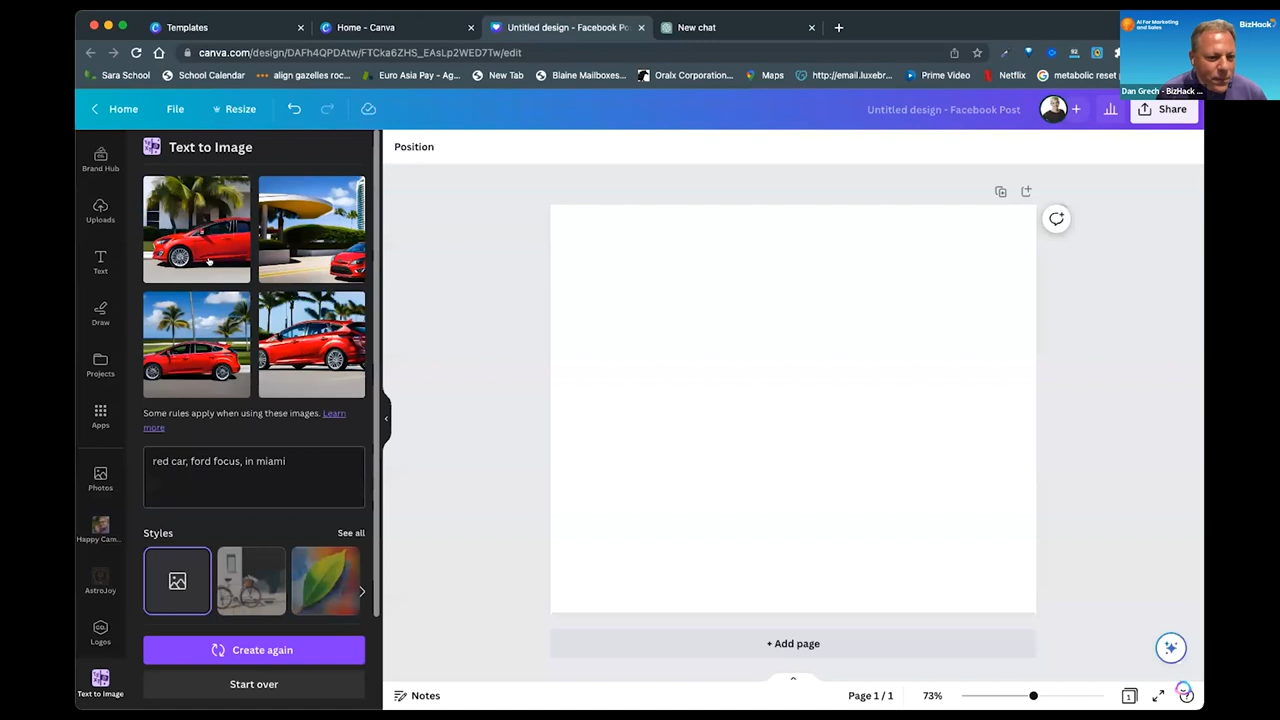 Templates
Home - Canva
Untitled design - Facebook Po
New chat
canva.com/design/DAFh4QPDAtw/FTCka6ZHS_EAsLp2WED7Tw/edit
Sara School
School Calendar
align gazelles roc...
Euro Asia Pay - Ag...
New Tab
Blaine Mailboxes...
Oralx Corporation...
Maps
http://email.luxebr...
Prime Video
Netflix
metabolic reset
AI For Marketing
and Sales
BizHack
Dan Grech - BizHack ...
Home
File
Resize
Untitled design - Facebook Post
Share
Brand Hub
Uploads
Text
Draw
Projects
Apps
Photos
Happy Cam...
AstroJoy
CO.
Logos
Text to Image
Text to Image
Some rules apply when using these images. Learn
more
red car, ford focus, in miami
Styles
See all
Create again
Start over
Position
+ Add page
Notes
Page 1 / 1
73%
1